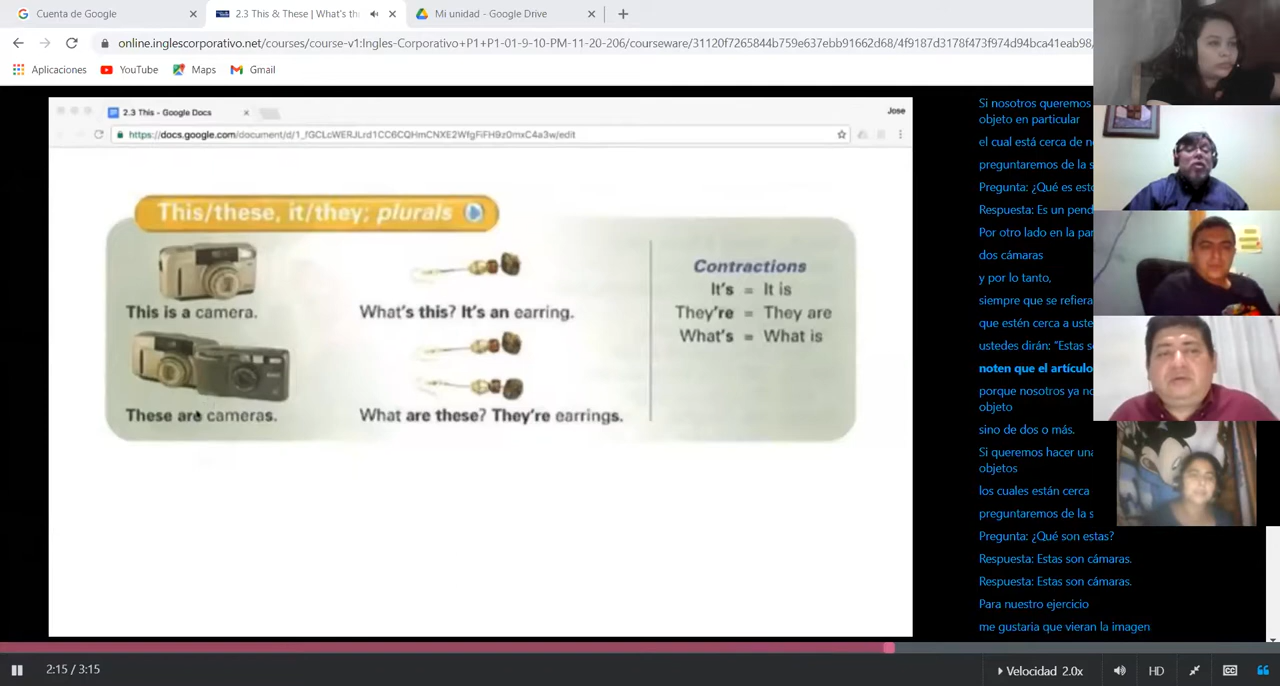 Cuenta de Google
2.3 This & These | What's thi
Mi unidad - Google Drive
online.inglescorporativo.net/courses/course-v1:Ingles-Corporativo+P1+P1-01-9-10-PM-11-20-206/courseware/31120f7265844b759e637ebb91662d68/4f9187d3178f473f974d94bca41eab98/
Aplicaciones
YouTube
Maps
Gmail
2.3 This - Google Docs
Jose
This/these, it/they; plurals
This is a camera.
What's this? It's an earring.
These are cameras.
What are these? They're earrings.
Contractions
It's = It is
They're = They are
What's = What is
Si nosotros queremos
objeto en particular
el cual está cerca de
preguntaremos de la
Pregunta: ¿Qué es
Respuesta: Es un
Por otro lado en la
dos cámaras
y por lo tanto,
siempre que se refiera
que estén cerca a
ustedes dirán: "Estas
noten que el artículo
porque nosotros ya
objeto
sino de dos o más.
Si queremos hacer
objetos
los cuales están cerca
preguntaremos de la s
Pregunta: ¿Qué son estas?
Respuesta: Estas son cámaras.
Respuesta: Estas son cámaras.
Para nuestro ejercicio
me gustaria que vieran la imagen
2:15 / 3:15
Velocidad 2.0x
HD